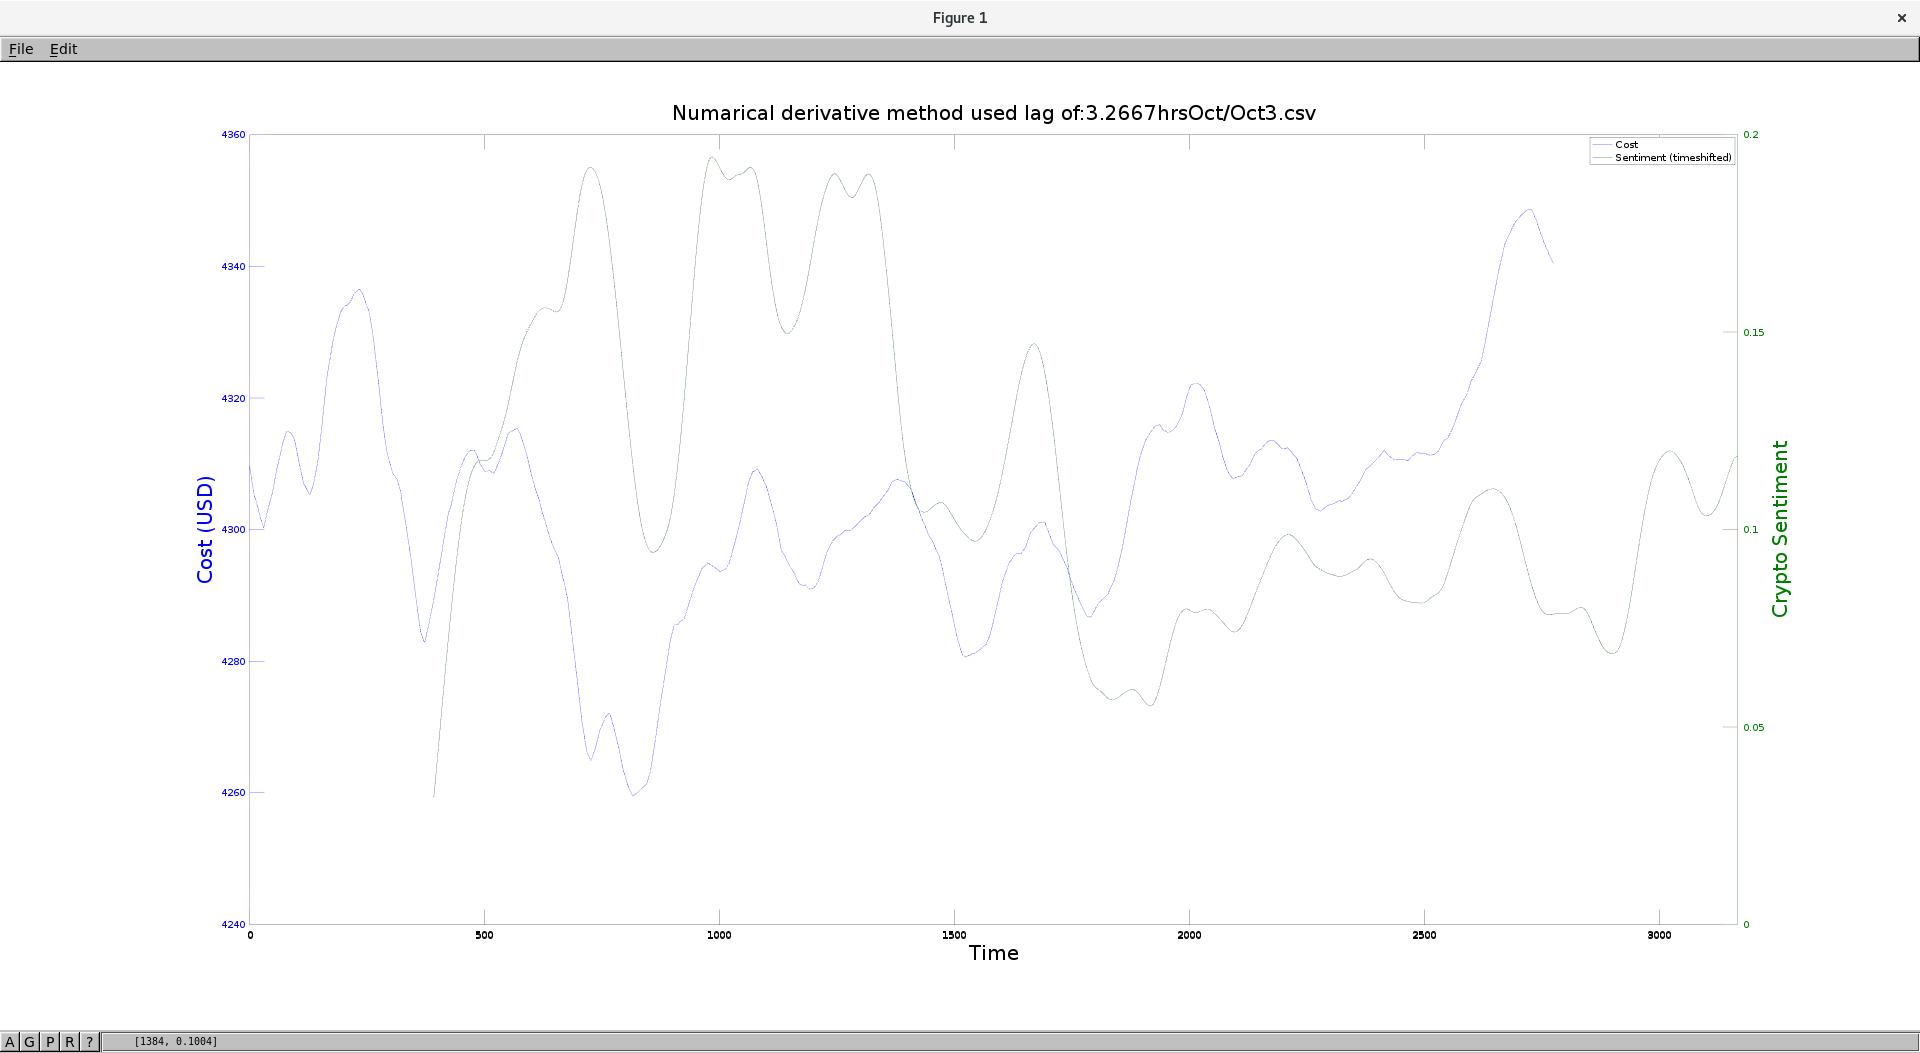 Figure 1
×
File Edit
Numarical derivative method used lag of:3.2667hrsOct/Oct3.csv
Cost
Sentiment (timeshifted)
4360
4340
4320
4300
4280
4260
4240
Cost (USD)
0.2
0.15
0.1
0.05
0
Crypto Sentiment
0 500 1000 1500 2000 2500 3000
Time
A G P R ? [1384, 0.1004]